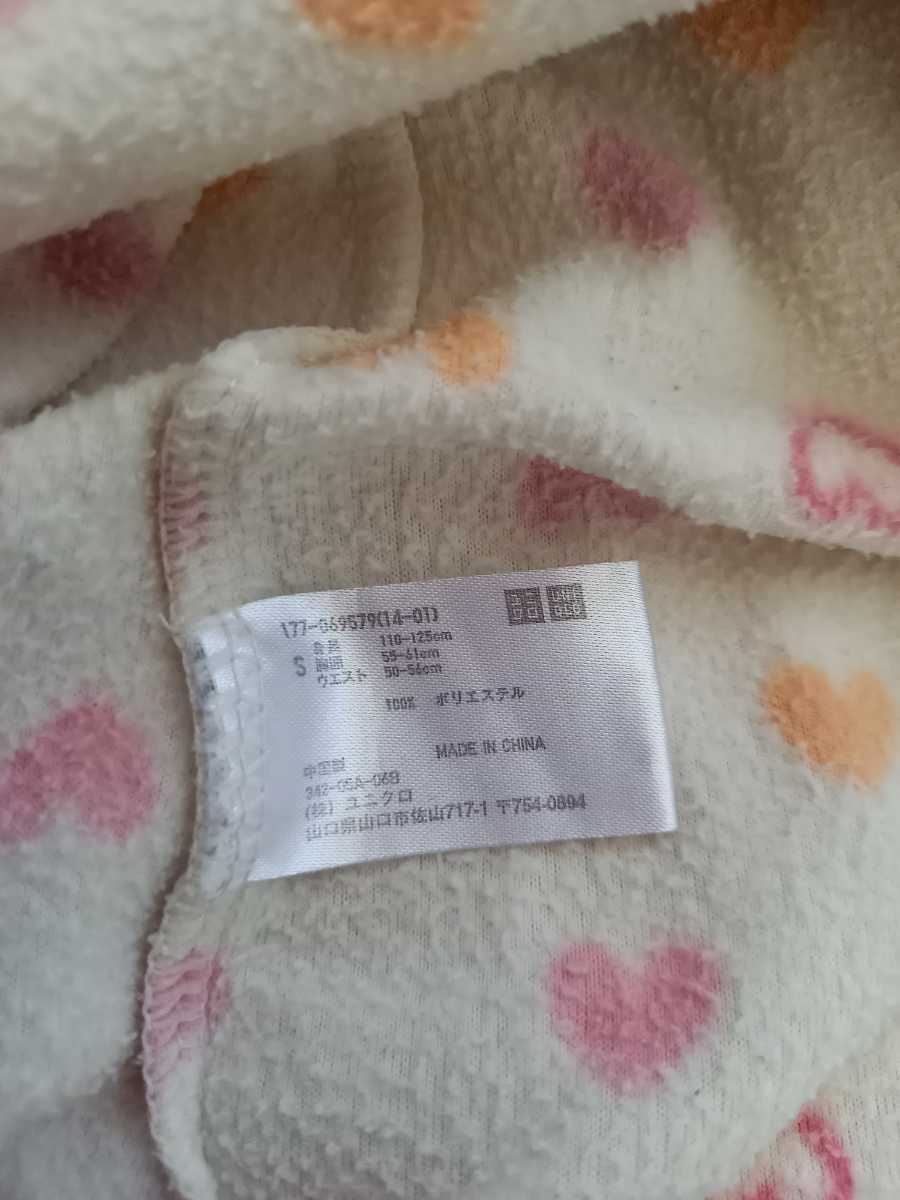 177-069579(14-01)
身長 110-125cm
S 胸囲 55-61cm
ウエスト 50-56cm
100% ポリエステル
MADE IN CHINA
中国製
342-05A-06B
(株) ユニクロ
山口県山口市佐山717-1 〒754-0894